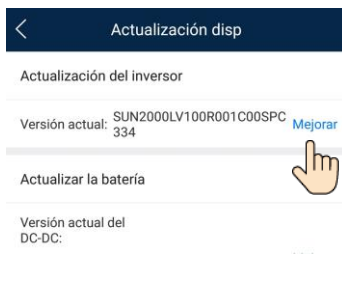 Actualización disp
Actualización del inversor
Versión actual: SUN2000LV100R001C00SPC
334
Mejorar
Actualizar la batería
Versión actual del
DC-DC: